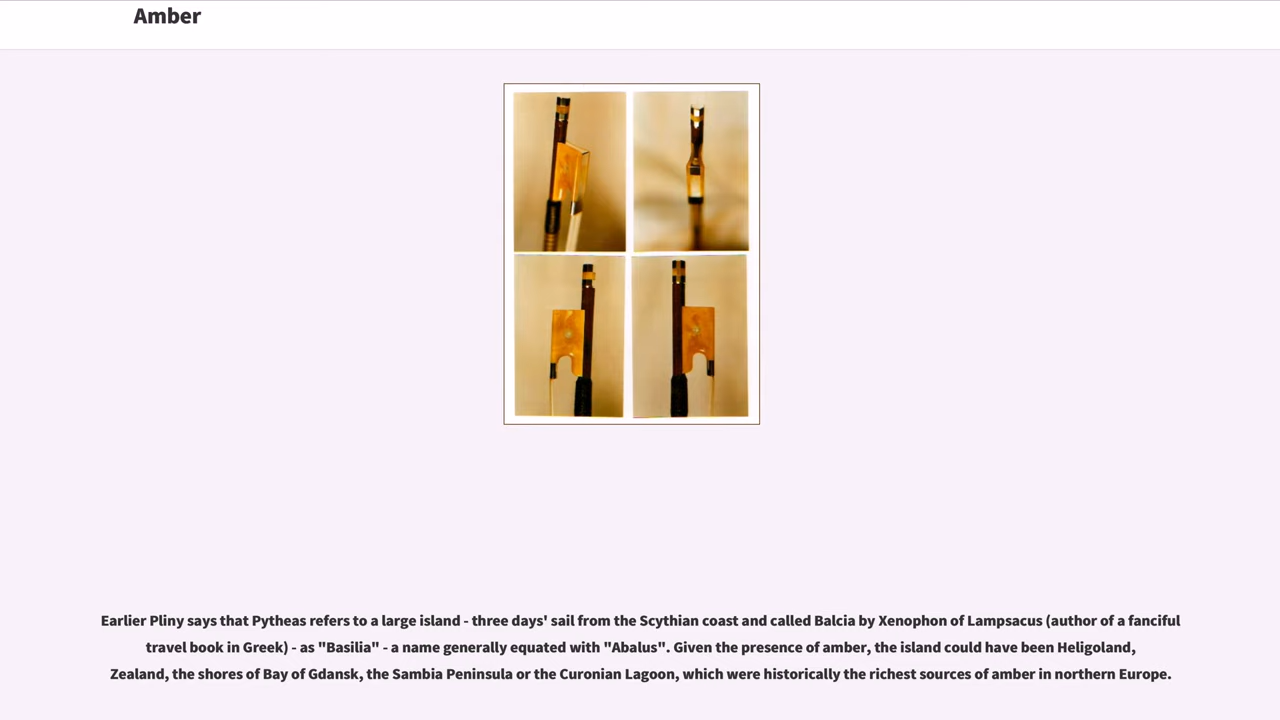 Amber
Earlier Pliny says that Pytheas refers to a large island - three days' sail from the Scythian coast and called Balcia by Xenophon of Lampsacus (author of a fanciful
travel book in Greek) - as "Basilia" - a name generally equated with "Abalus". Given the presence of amber, the island could have been Heligoland,
Zealand, the shores of Bay of Gdansk, the Sambia Peninsula or the Curonian Lagoon, which were historically the richest sources of amber in northern Europe.